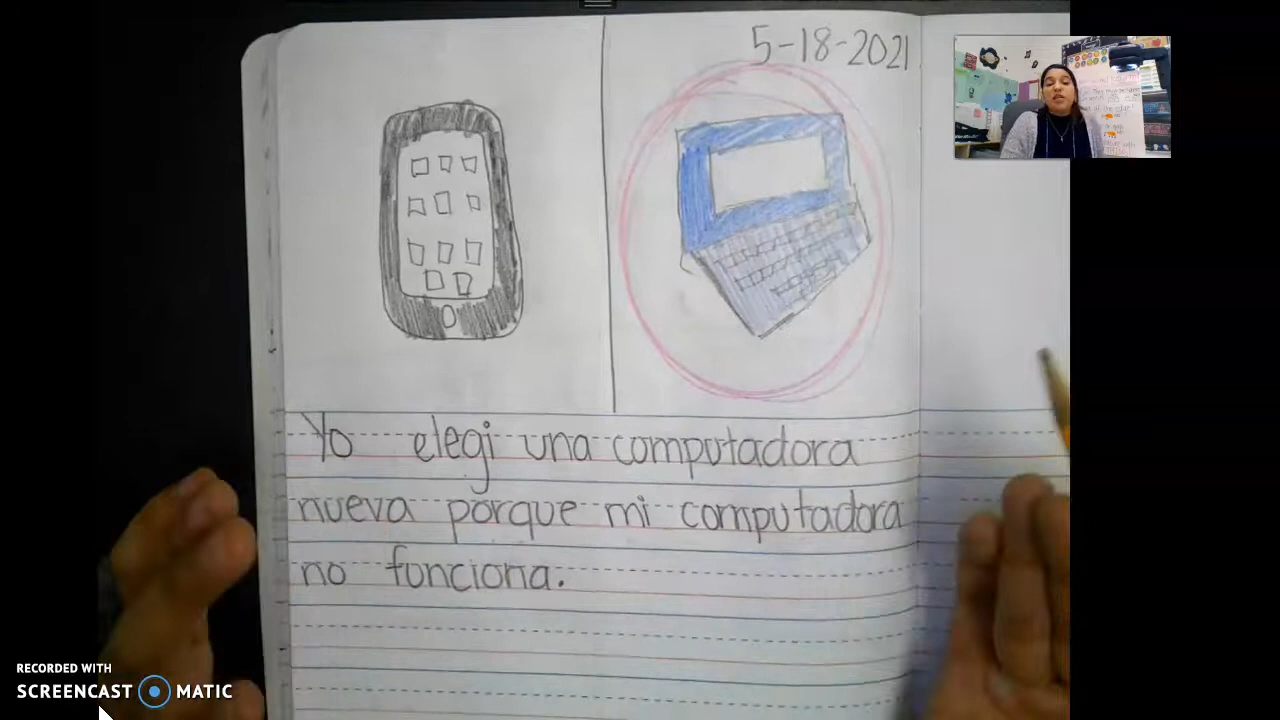 5-18-2021
Yo elegi una computadora
nueva porque mi computadora
no funciona.
RECORDED WITH
SCREENCAST MATIC